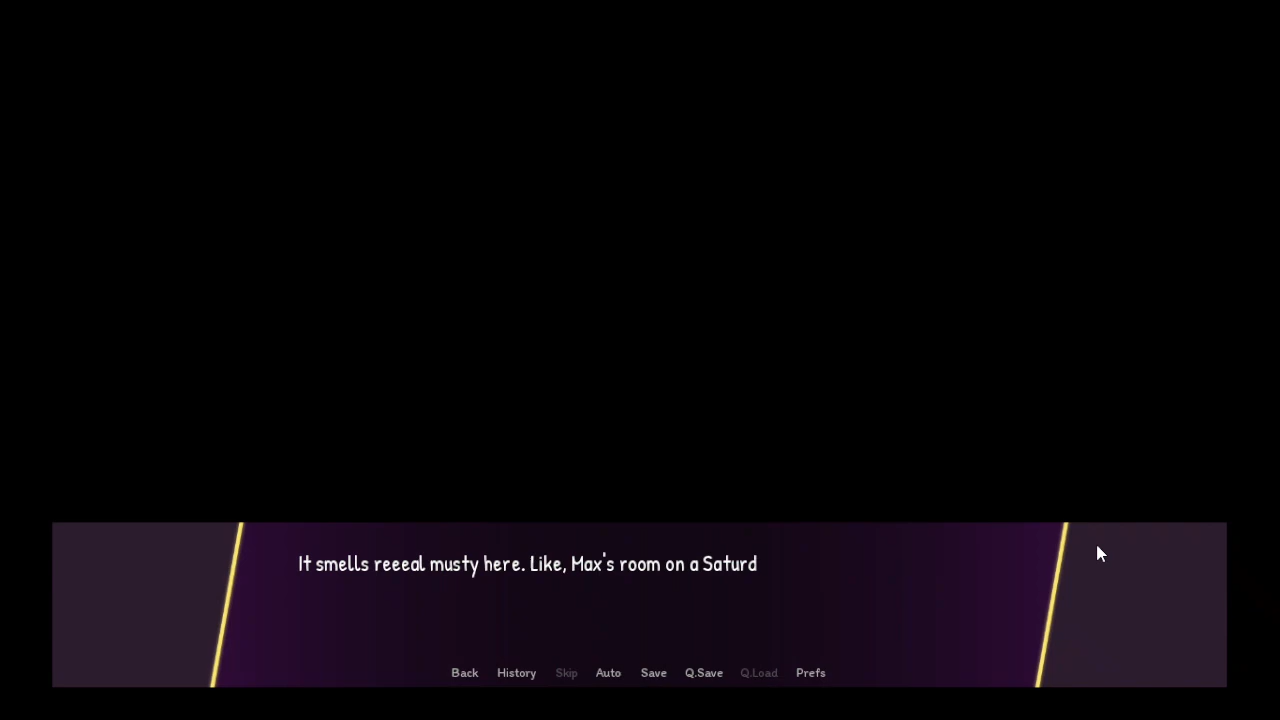 It smells reeeal musty here. Like, Max's room on a Saturd
Back History Skip Auto Save Q.Save Q.Load Prefs